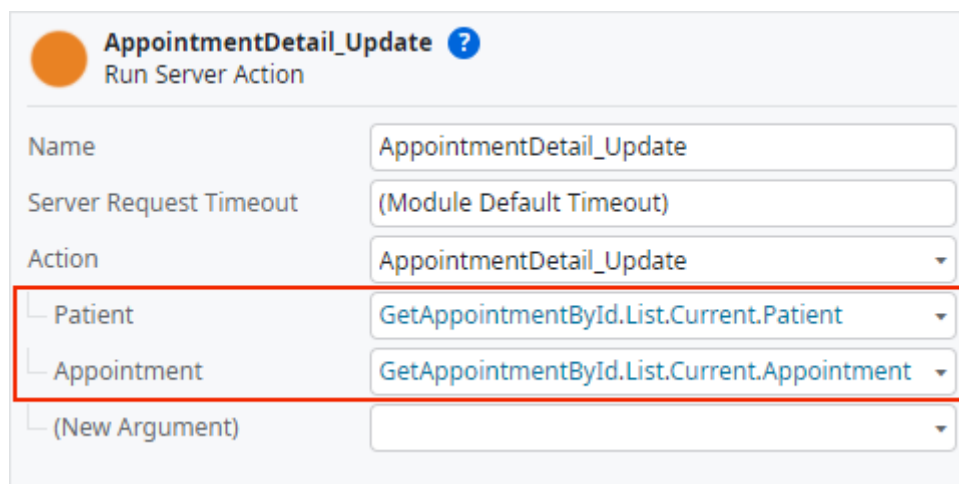 AppointmentDetail_Update ?
Run Server Action
Name AppointmentDetail_Update
Server Request Timeout (Module Default Timeout)
Action AppointmentDetail_Update
Patient GetAppointmentById.List.Current.Patient
Appointment GetAppointmentById.List.Current.Appointment
(New Argument)